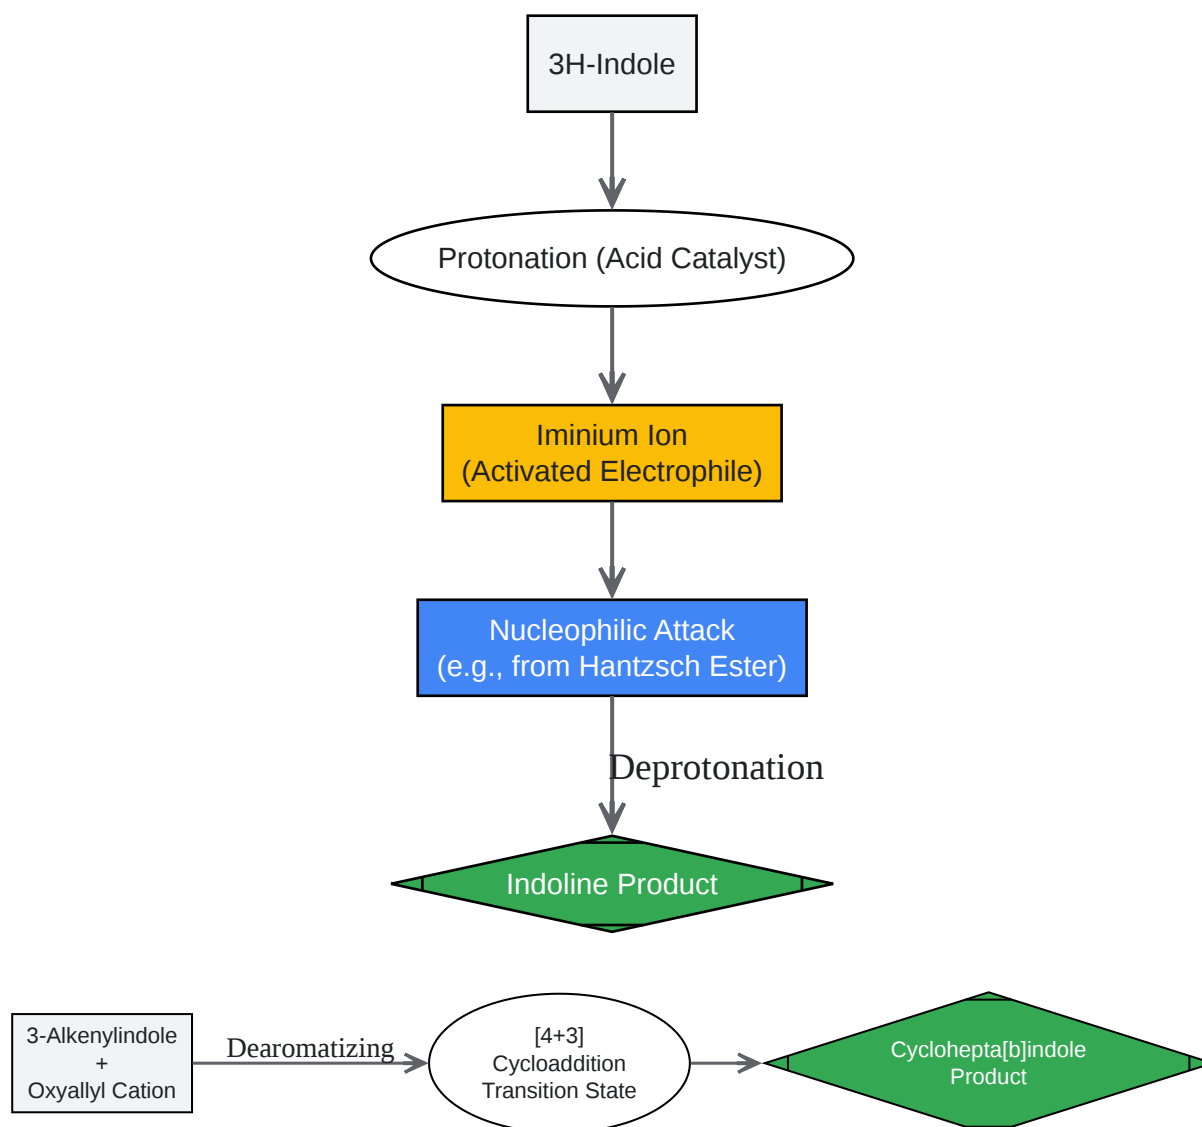 3H-Indole
Protonation (Acid Catalyst)
Iminium Ion
(Activated Electrophile)
Nucleophilic Attack
(e.g., from Hantzsch Ester)
Deprotonation
Indoline Product
3-Alkenylindole
+
Oxyallyl Cation
Dearomatizing
[4+3]
Cycloaddition
Transition State
Cyclohepta[b]indole
Product